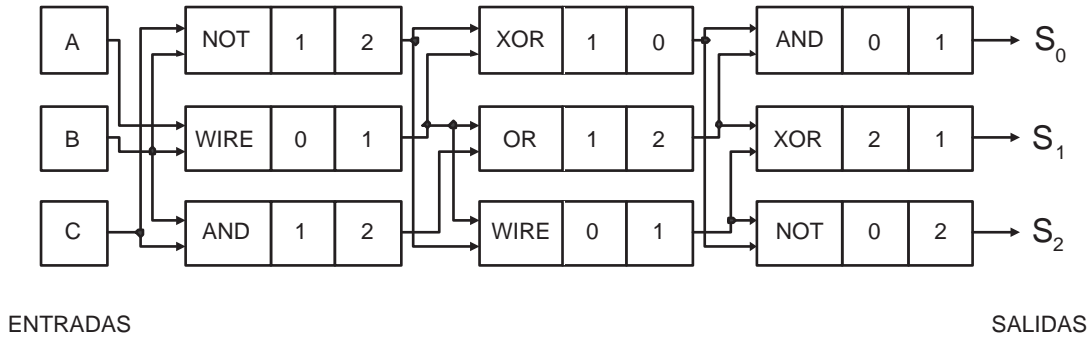 A NOT 1 2 XOR 1 0 AND 0 1 S0
B WIRE 0 1 OR 1 2 XOR 2 1 S1
C AND 1 2 WIRE 0 1 NOT 0 2 S2
ENTRADAS SALIDAS